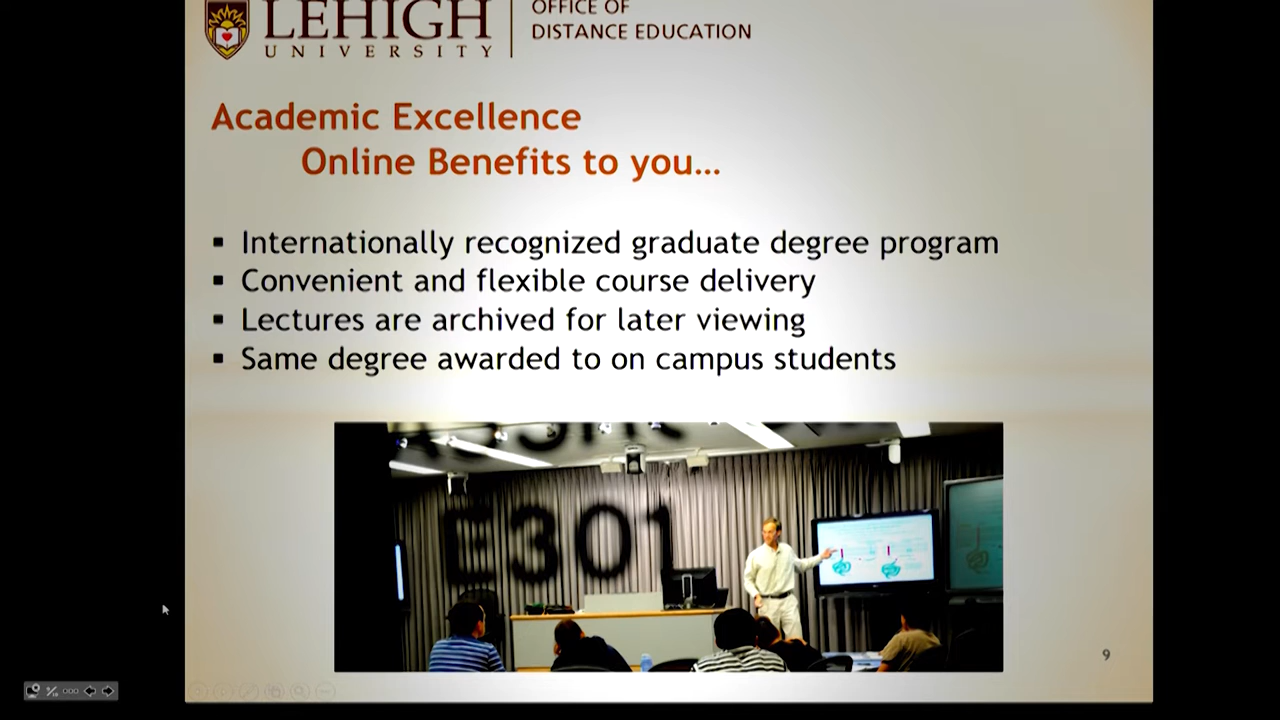 LEHIGH
UNIVERSITY
OFFICE OF
DISTANCE EDUCATION
Academic Excellence
Online Benefits to you…
▪ Internationally recognized graduate degree program
▪ Convenient and flexible course delivery
▪ Lectures are archived for later viewing
▪ Same degree awarded to on campus students
E301
9